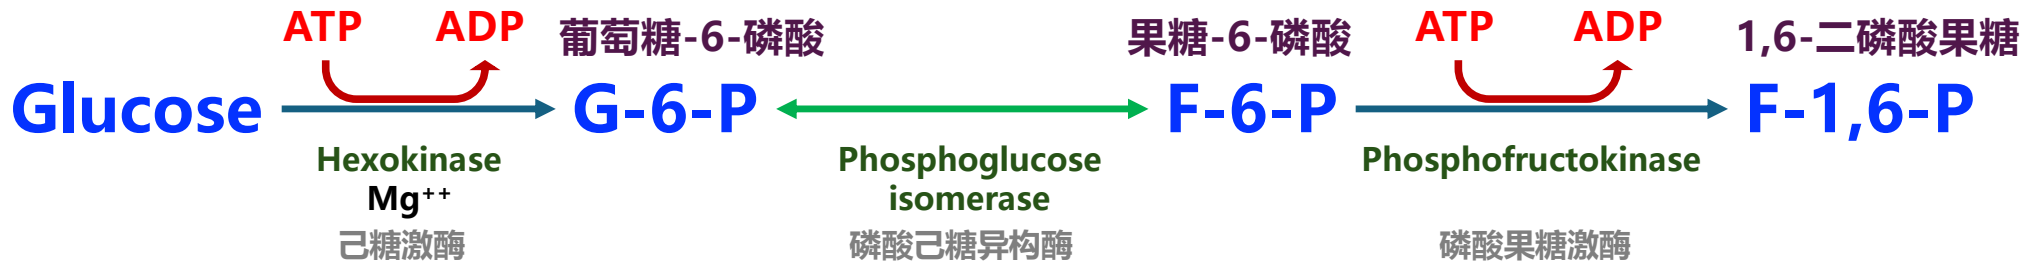 ATP ADP 葡萄糖-6-磷酸 果糖-6-磷酸 ATP ADP 1,6-二磷酸果糖
Glucose G-6-P F-6-P F-1,6-P
Hexokinase Phosphoglucose Phosphofructokinase
Mg⁺⁺ isomerase
己糖激酶 磷酸己糖异构酶 磷酸果糖激酶